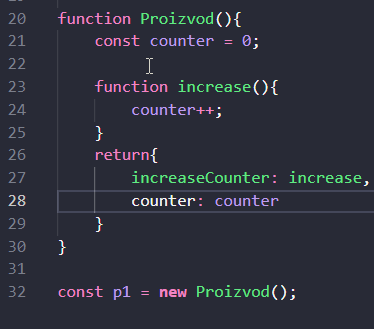 20 function Proizvod(){
21     const counter = 0;
22
23     function increase(){
24         counter++;
25     }
26     return{
27         increaseCounter: increase,
28         counter: counter
29     }
30 }
31
32 const p1 = new Proizvod();